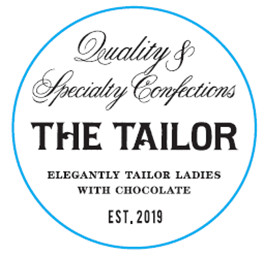 Quality &
Specialty Confections
THE TAILOR
ELEGANTLY TAILOR LADIES
WITH CHOCOLATE
EST. 2019